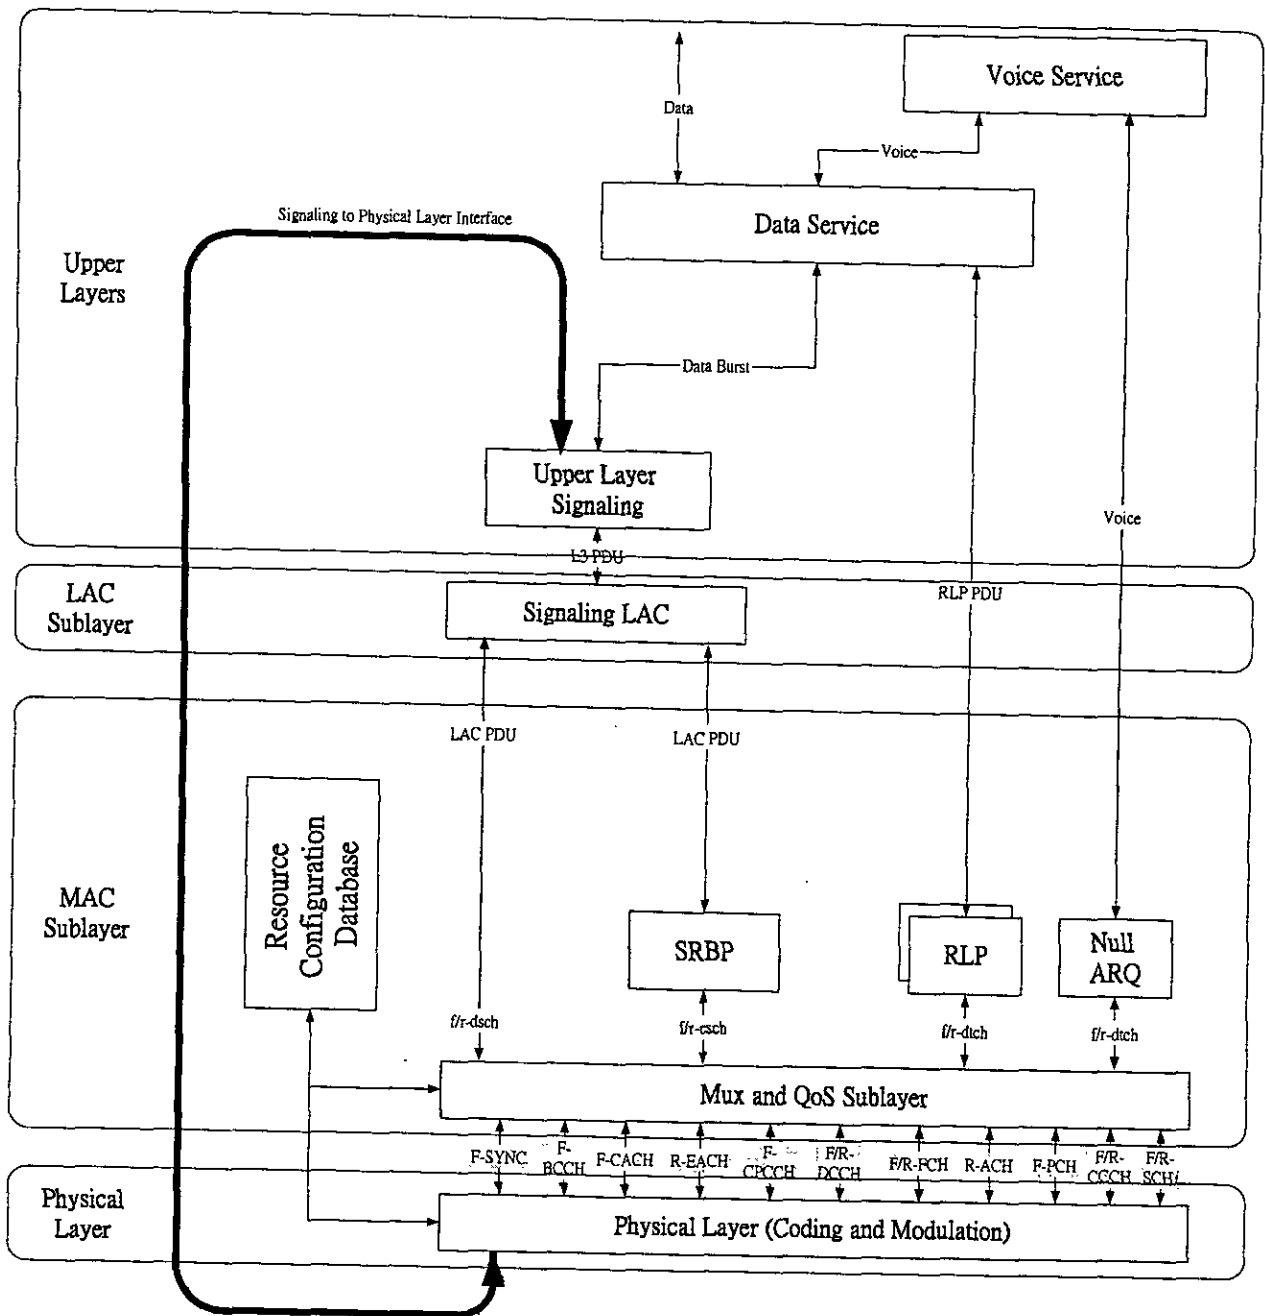 Voice Service
Data
Voice
Data Service
Signaling to Physical Layer Interface
Upper
Layers
Data Burst
Upper Layer
Signaling
Voice
L3 PDU
LAC
Sublayer
Signaling LAC
RLP PDU
LAC PDU
LAC PDU
Resource
Configuration
Database
MAC
Sublayer
SRBP
RLP
Null
ARQ
f/r-dsch
f/r-csch
f/r-dtch
f/r-dtch
Mux and QoS Sublayer
F-SYNC
F-
BCCH
F-CACH
R-EACH
F-
CPCCH
F/R-
DCCH
F/R-FCH
R-ACH
F-PCH
F/R-
CCCH
F/R-
SCH
Physical
Layer
Physical Layer (Coding and Modulation)